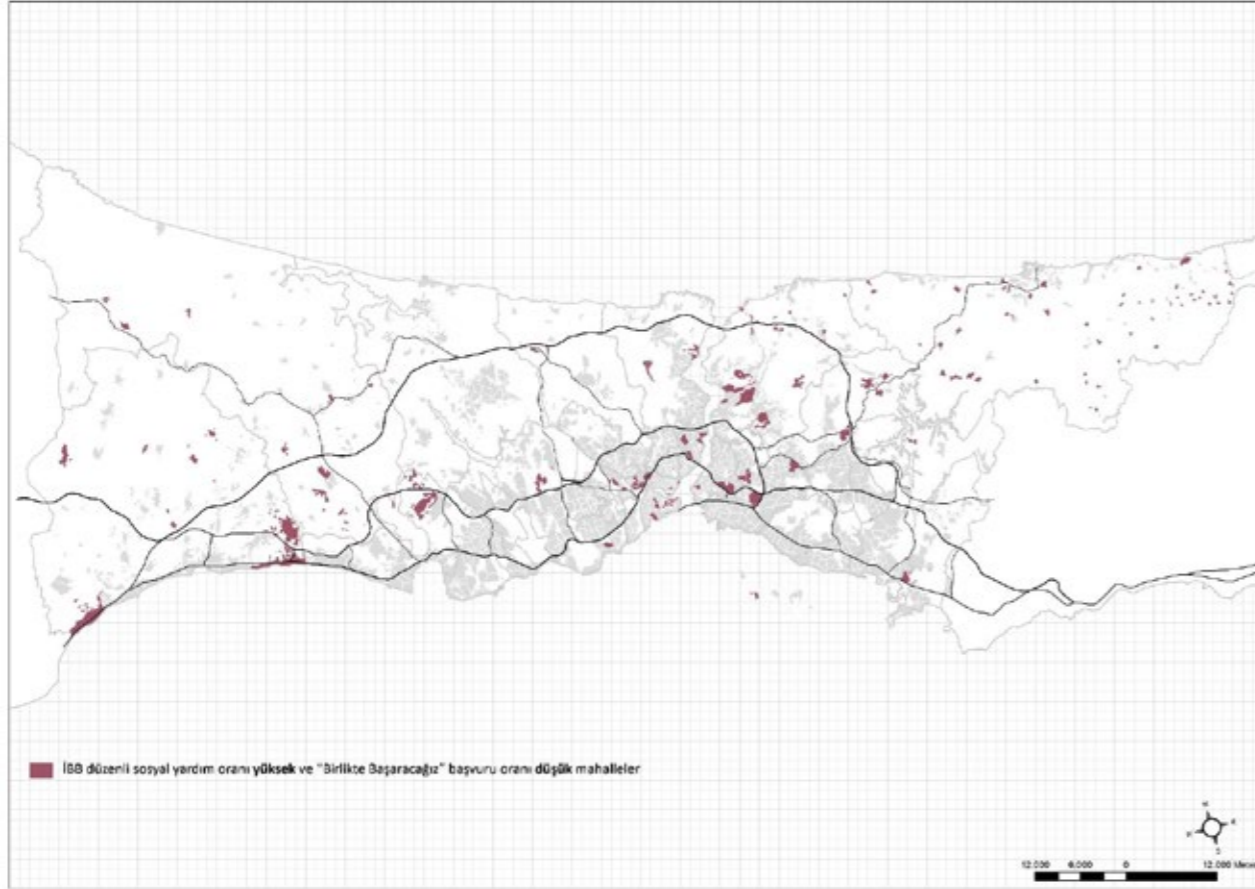 İBB düzenli sosyal yardım oranı yüksek ve "Birlikte Başaracağız" başvuru oranı düşük mahalleler
12.000 6.000 0 12.000